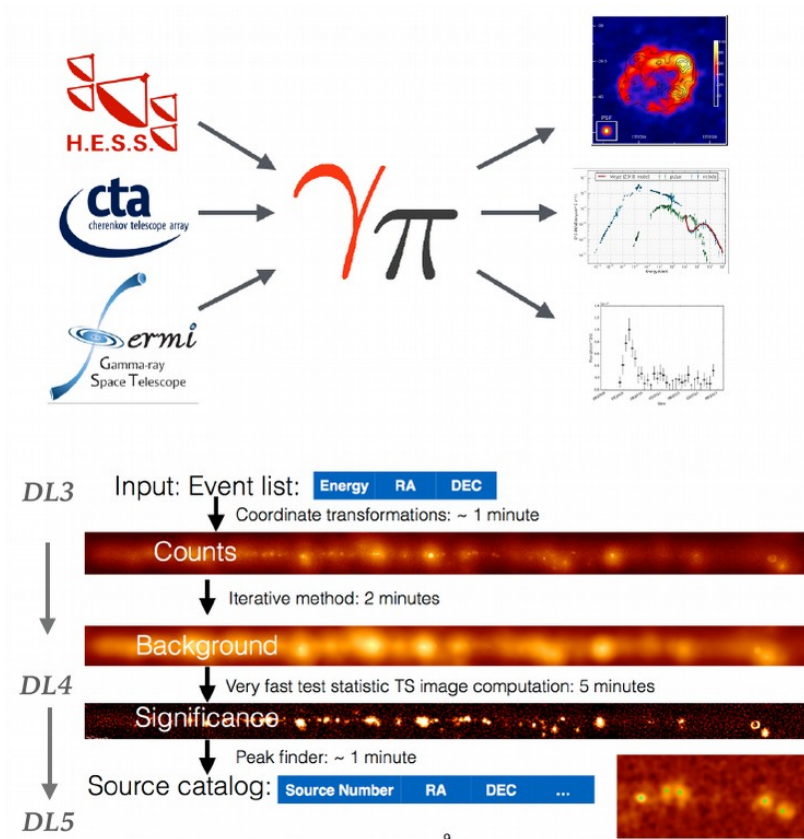 H.E.S.S.
cta
cherenkov telescope array
Fermi
Gamma-ray
Space Telescope
γπ
PSF
DL3
Input: Event list: Energy RA DEC
Coordinate transformations: ~ 1 minute
Counts
Iterative method: 2 minutes
Background
DL4
Very fast test statistic TS image computation: 5 minutes
Significance
Peak finder: ~ 1 minute
Source catalog: Source Number RA DEC ...
DL5
9